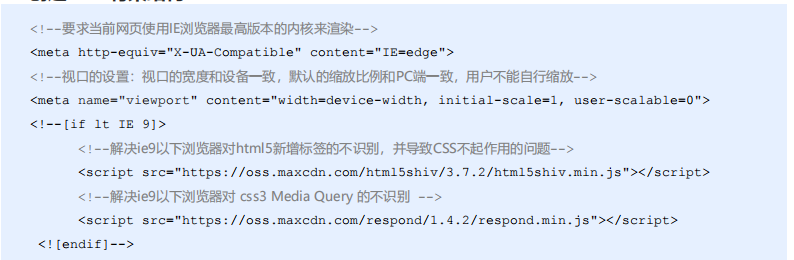 <!--要求当前网页使用IE浏览器最高版本的内核来渲染-->
<meta http-equiv="X-UA-Compatible" content="IE=edge">
<!--视口的设置：视口的宽度和设备一致，默认的缩放比例和PC端一致，用户不能自行缩放-->
<meta name="viewport" content="width=device-width, initial-scale=1, user-scalable=0">
<!--[if lt IE 9]>
<!--解决ie9以下浏览器对html5新增标签的不识别，并导致CSS不起作用的问题-->
<script src="https://oss.maxcdn.com/html5shiv/3.7.2/html5shiv.min.js"></script>
<!--解决ie9以下浏览器对 css3 Media Query 的不识别 -->
<script src="https://oss.maxcdn.com/respond/1.4.2/respond.min.js"></script>
<![endif]-->